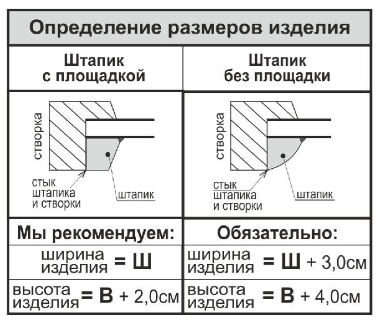 Определение размеров изделия
Штапик
с площадкой
Штапик
без площадки
створка
стык
штапика
и створки
штапик
створка
стык
штапика
и створки
штапик
Мы рекомендуем:
ширина
изделия = Ш
высота
изделия = В + 2,0см
Обязательно:
ширина
изделия = Ш + 3,0см
высота
изделия = В + 4,0см